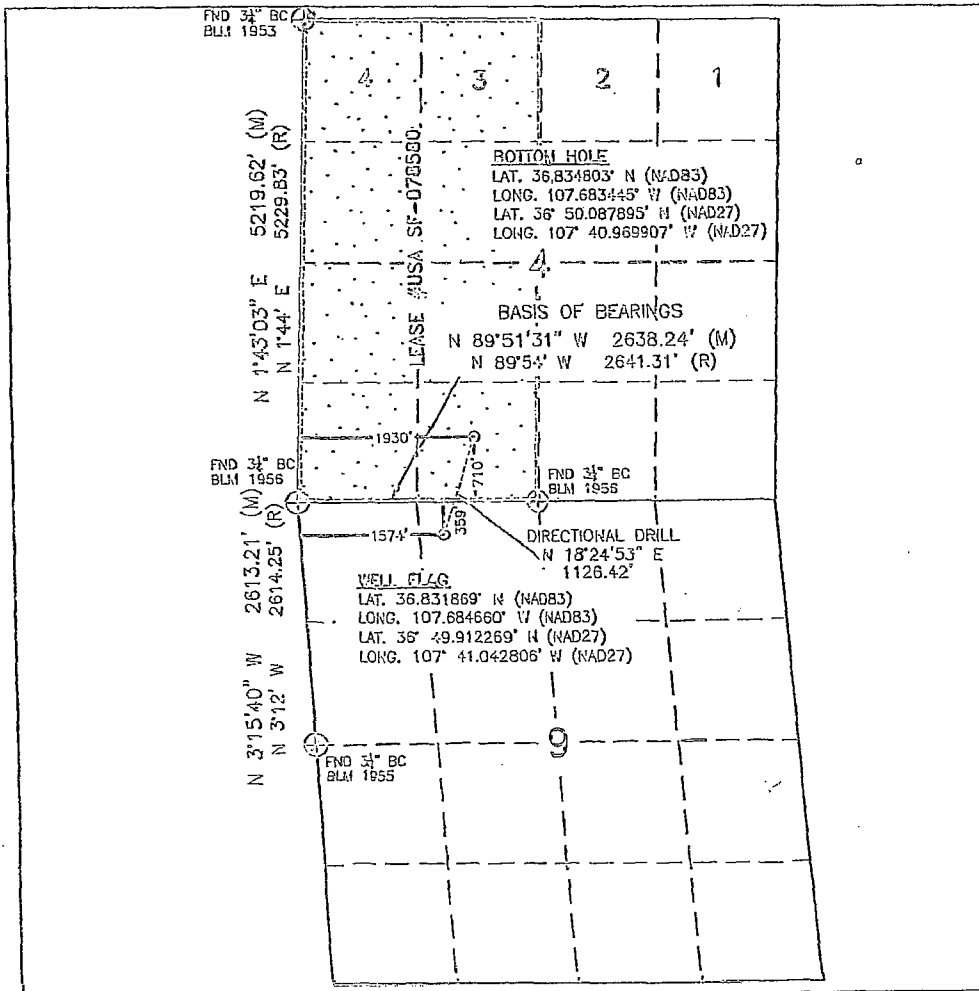 FND 3¼" BC
BLM 1953
4
3
2
1
5219.62' (M)
5229.83' (R)
N 1°43'03" E
N 1°44' E
LEASE #USA SF-078580
BOTTOM HOLE
LAT. 36.834803° N (NAD83)
LONG. 107.683445° W (NAD83)
LAT. 36° 50.087895' N (NAD27)
LONG. 107° 40.969907' W (NAD27)
4
BASIS OF BEARINGS
N 89°51'31" W 2638.24' (M)
N 89°54' W 2641.31' (R)
1930'
710'
FND 3¼" BC
BLM 1956
FND 3¼" BC
BLM 1956
1574'
359'
DIRECTIONAL DRILL
N 18°24'53" E
1126.42'
2613.21' (M)
2614.25' (R)
N 3°15'40" W
N 3°12' W
WELL FLAG
LAT. 36.831869° N (NAD83)
LONG. 107.684660° W (NAD83)
LAT. 36° 49.912269' N (NAD27)
LONG. 107° 41.042806' W (NAD27)
9
FND 3¼" BC
BLM 1955